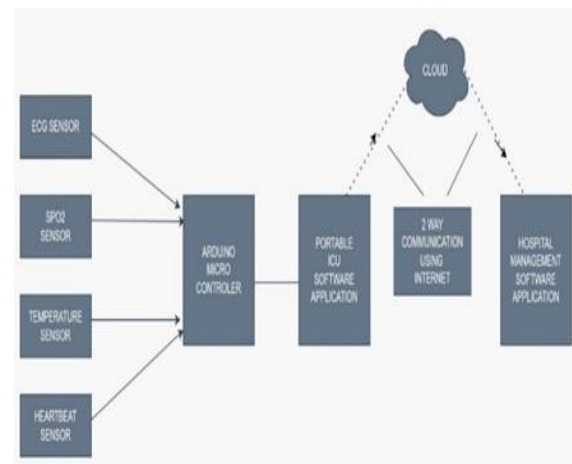 ECG SENSOR
SPO2
SENSOR
TEMPERATURE
SENSOR
HEARTBEAT
SENSOR
ARDUINO
MICRO
CONTROLER
PORTABLE
ICU
SOFTWARE
APPLICATION
CLOUD
2 WAY
COMMUNICATION
USING
INTERNET
HOSPITAL
MANAGEMENT
SOFTWARE
APPLICATION